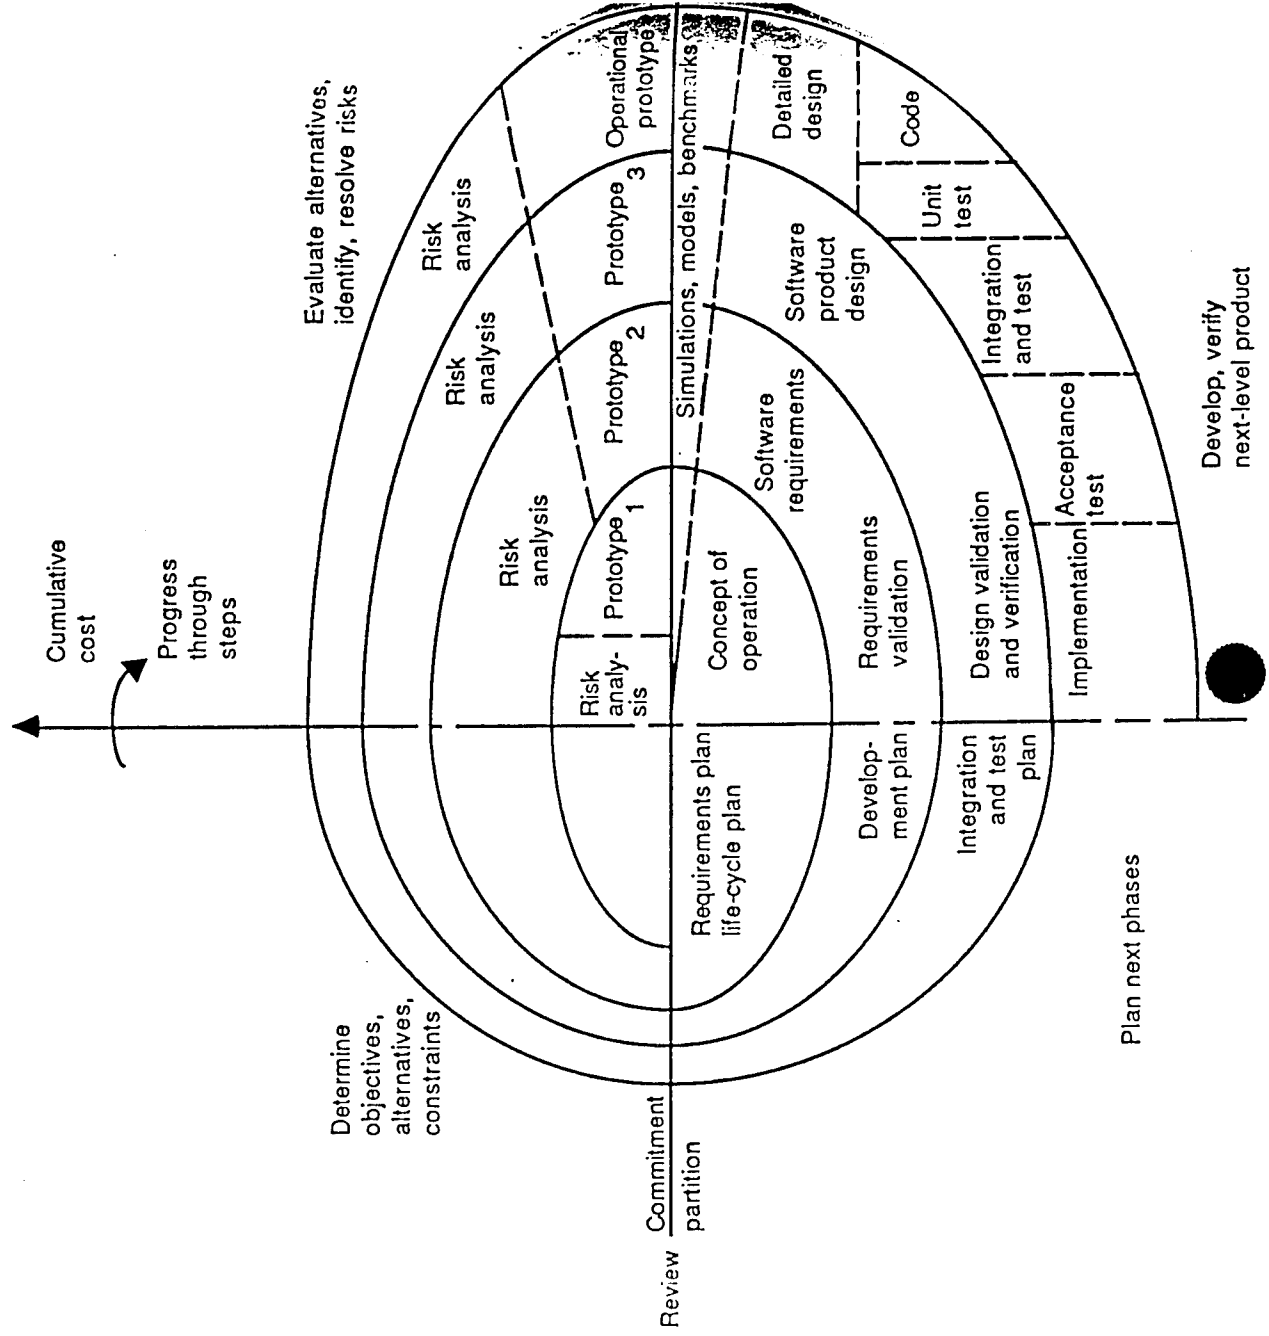 Cumulative
cost
Progress
through
steps
Evaluate alternatives,
identify, resolve risks
Determine
objectives,
alternatives,
constraints
Risk
analysis
Risk
analysis
Risk
analysis
Risk
analy-
sis
Prototype
1
Prototype
2
Prototype
3
Operational
prototype
Review
Commitment
partition
Simulations, models, benchmarks
Requirements plan
life-cycle plan
Concept of
operation
Software
requirements
Software
product
design
Detailed
design
Develop-
ment plan
Requirements
validation
Code
Unit
test
Integration
and test
plan
Design validation
and verification
Integration
and test
Acceptance
test
Implementation
Plan next phases
Develop, verify
next-level product